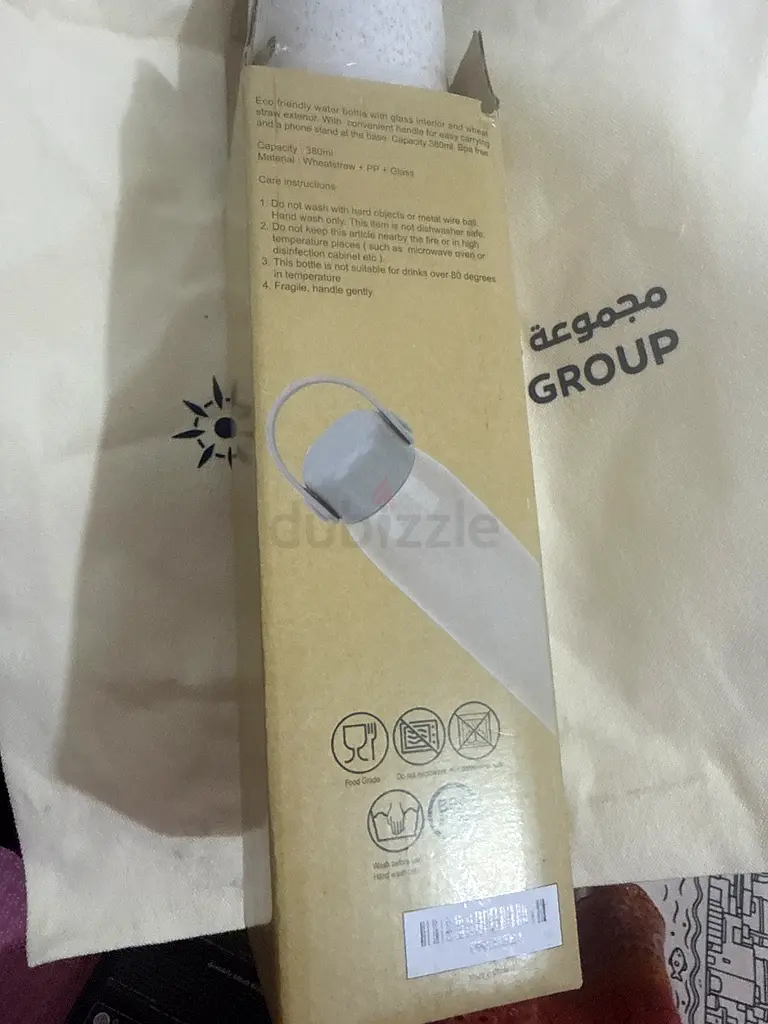 Eco friendly water bottle with glass interior and wheat
straw exterior. With convenient handle for easy carrying
and a phone stand at the base. Capacity 380ml. Bpa free
Capacity : 380ml
Material : Wheatstraw + PP + Glass
Care instructions
1. Do not wash with hard objects or metal wire ball.
Hand wash only. This item is not dishwasher safe.
2. Do not keep this article nearby the fire or in high
temperature places ( such as microwave oven or
disinfection cabinet etc.)
3. This bottle is not suitable for drinks over 80 degrees
in temperature
4. Fragile, handle gently
مجموعة
GROUP
dubizzle
Food Grade
Do not microwave
Wash before use
Hand wash only